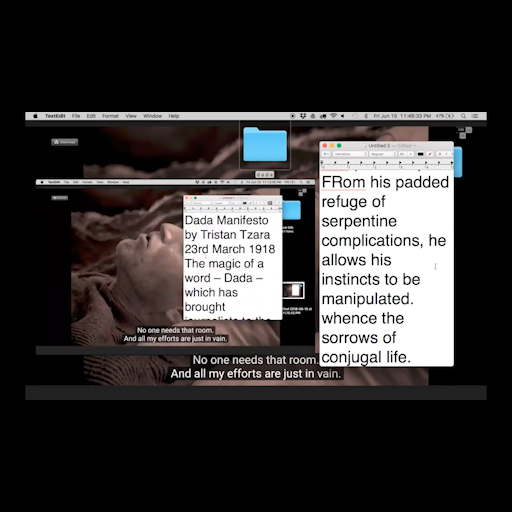 TextEdit File Edit Format View Window Help
Fri Jun 15 11:46:33 PM
Untitled 2
FRom his padded
refuge of
serpentine
complications, he
allows his
instincts to be
manipulated.
whence the
sorrows of
conjugal life.
Dada Manifesto
by Tristan Tzara
23rd March 1918
The magic of a
word – Dada –
which has
brought
journalists to the
No one needs that room.
And all my efforts are just in vain.
No one needs that room.
And all my efforts are just in vain.